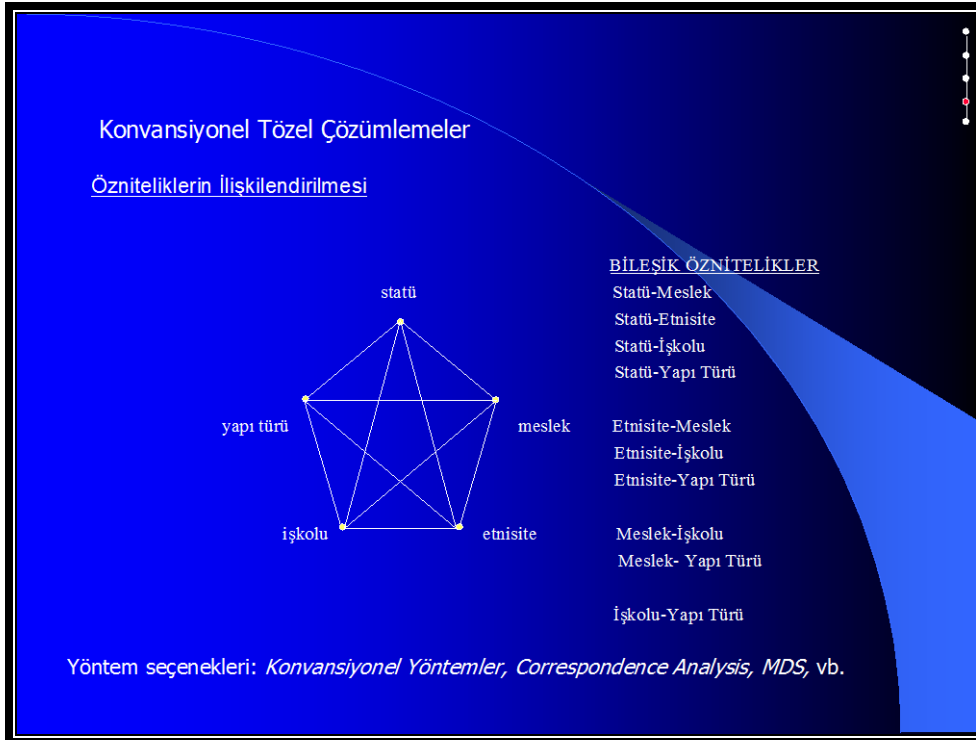 Konvansiyonel Tözel Çözümlemeler
Özniteliklerin İlişkilendirilmesi
statü
yapı türü
meslek
işkolu
etnisite
BİLEŞİK ÖZNİTELİKLER
Statü-Meslek
Statü-Etnisite
Statü-İşkolu
Statü-Yapı Türü
Etnisite-Meslek
Etnisite-İşkolu
Etnisite-Yapı Türü
Meslek-İşkolu
Meslek- Yapı Türü
İşkolu-Yapı Türü
Yöntem seçenekleri: Konvansiyonel Yöntemler, Correspondence Analysis, MDS, vb.